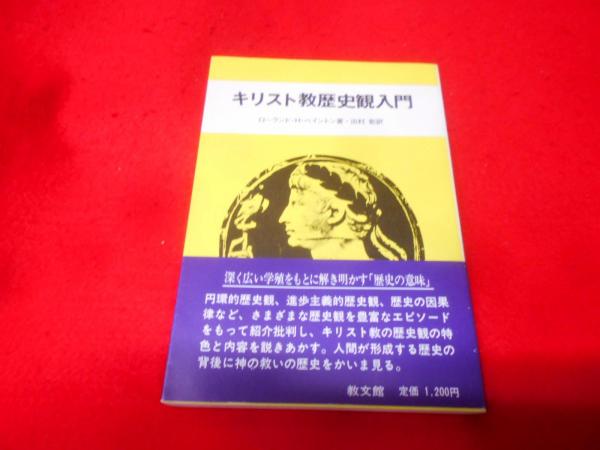 キリスト教歴史観入門
ローランド・H・ベイントン著・出村 彰訳
深く広い学殖をもとに解き明かす「歴史の意味」
円環的歴史観、進歩主義的歴史観、歴史の因果
律など、さまざまな歴史観を豊富なエピソード
をもって紹介批判し、キリスト教の歴史観の特
色と内容を説きあかす。人間が形成する歴史の
背後に神の救いの歴史をかいま見る。
教文館 定価 1,200円